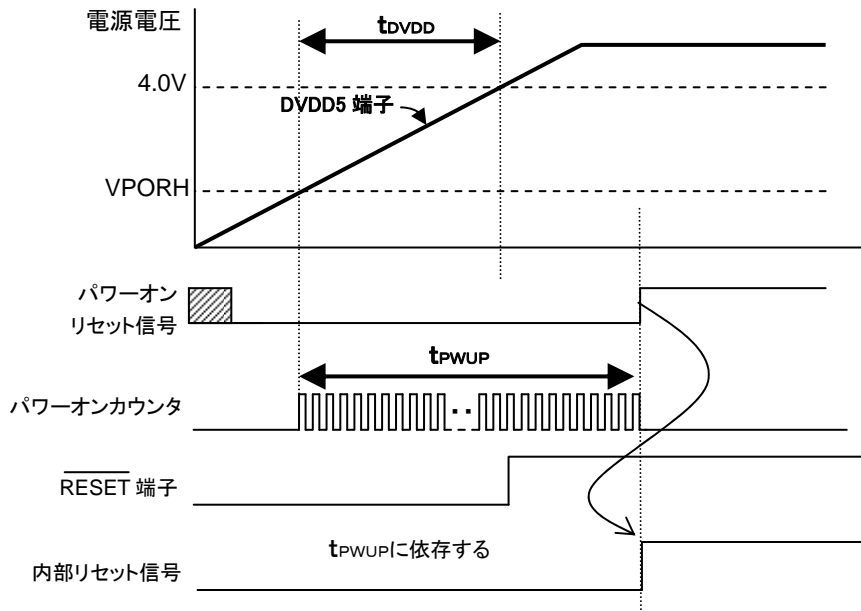 電源電圧
tDVDD
4.0V
DVDD5 端子
VPORH
パワーオン
リセット信号
tPWUP
パワーオンカウンタ
RESET 端子
tPWUPに依存する
内部リセット信号